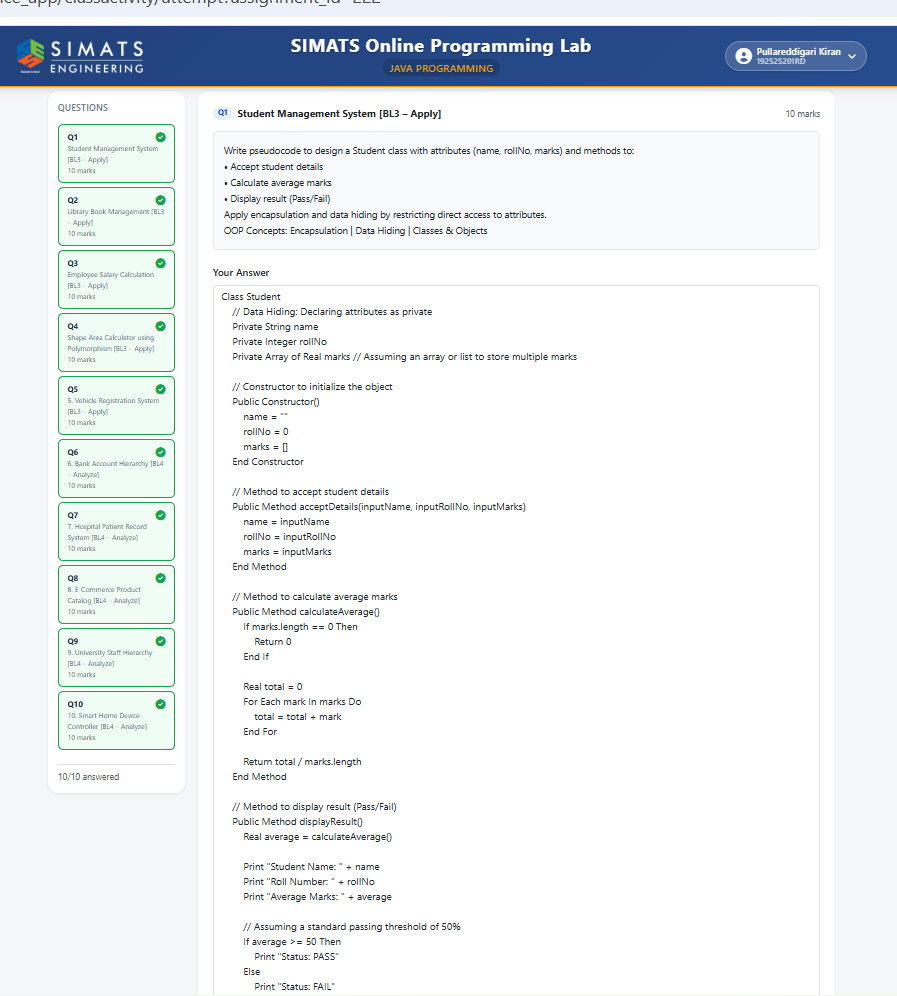 SIMATS
ENGINEERING
SIMATS Online Programming Lab
JAVA PROGRAMMING
Pullareddigari Kiran
192525201RD
QUESTIONS
Q1
Student Management System
[BL3 – Apply]
10 marks
Q2
Library Book Management [BL3
– Apply]
10 marks
Q3
Employee Salary Calculation
[BL3 – Apply]
10 marks
Q4
Shape Area Calculator using
Polymorphism [BL3 – Apply]
10 marks
Q5
5. Vehicle Registration System
[BL3 – Apply]
10 marks
Q6
6. Bank Account Hierarchy [BL4
– Analyze]
10 marks
Q7
7. Hospital Patient Record
System [BL4 – Analyze]
10 marks
Q8
8. E-Commerce Product
Catalog [BL4 – Analyze]
10 marks
Q9
9. University Staff Hierarchy
[BL4 – Analyze]
10 marks
Q10
10. Smart Home Device
Controller [BL4 – Analyze]
10 marks
10/10 answered
Q1 Student Management System [BL3 – Apply] 10 marks
Write pseudocode to design a Student class with attributes (name, rollNo, marks) and methods to:
• Accept student details
• Calculate average marks
• Display result (Pass/Fail)
Apply encapsulation and data hiding by restricting direct access to attributes.
OOP Concepts: Encapsulation | Data Hiding | Classes & Objects
Your Answer
Class Student
// Data Hiding: Declaring attributes as private
Private String name
Private Integer rollNo
Private Array of Real marks // Assuming an array or list to store multiple marks
// Constructor to initialize the object
Public Constructor()
name = ""
rollNo = 0
marks = []
End Constructor
// Method to accept student details
Public Method acceptDetails(inputName, inputRollNo, inputMarks)
name = inputName
rollNo = inputRollNo
marks = inputMarks
End Method
// Method to calculate average marks
Public Method calculateAverage()
If marks.length == 0 Then
Return 0
End If
Real total = 0
For Each mark In marks Do
total = total + mark
End For
Return total / marks.length
End Method
// Method to display result (Pass/Fail)
Public Method displayResult()
Real average = calculateAverage()
Print "Student Name: " + name
Print "Roll Number: " + rollNo
Print "Average Marks: " + average
// Assuming a standard passing threshold of 50%
If average >= 50 Then
Print "Status: PASS"
Else
Print "Status: FAIL"